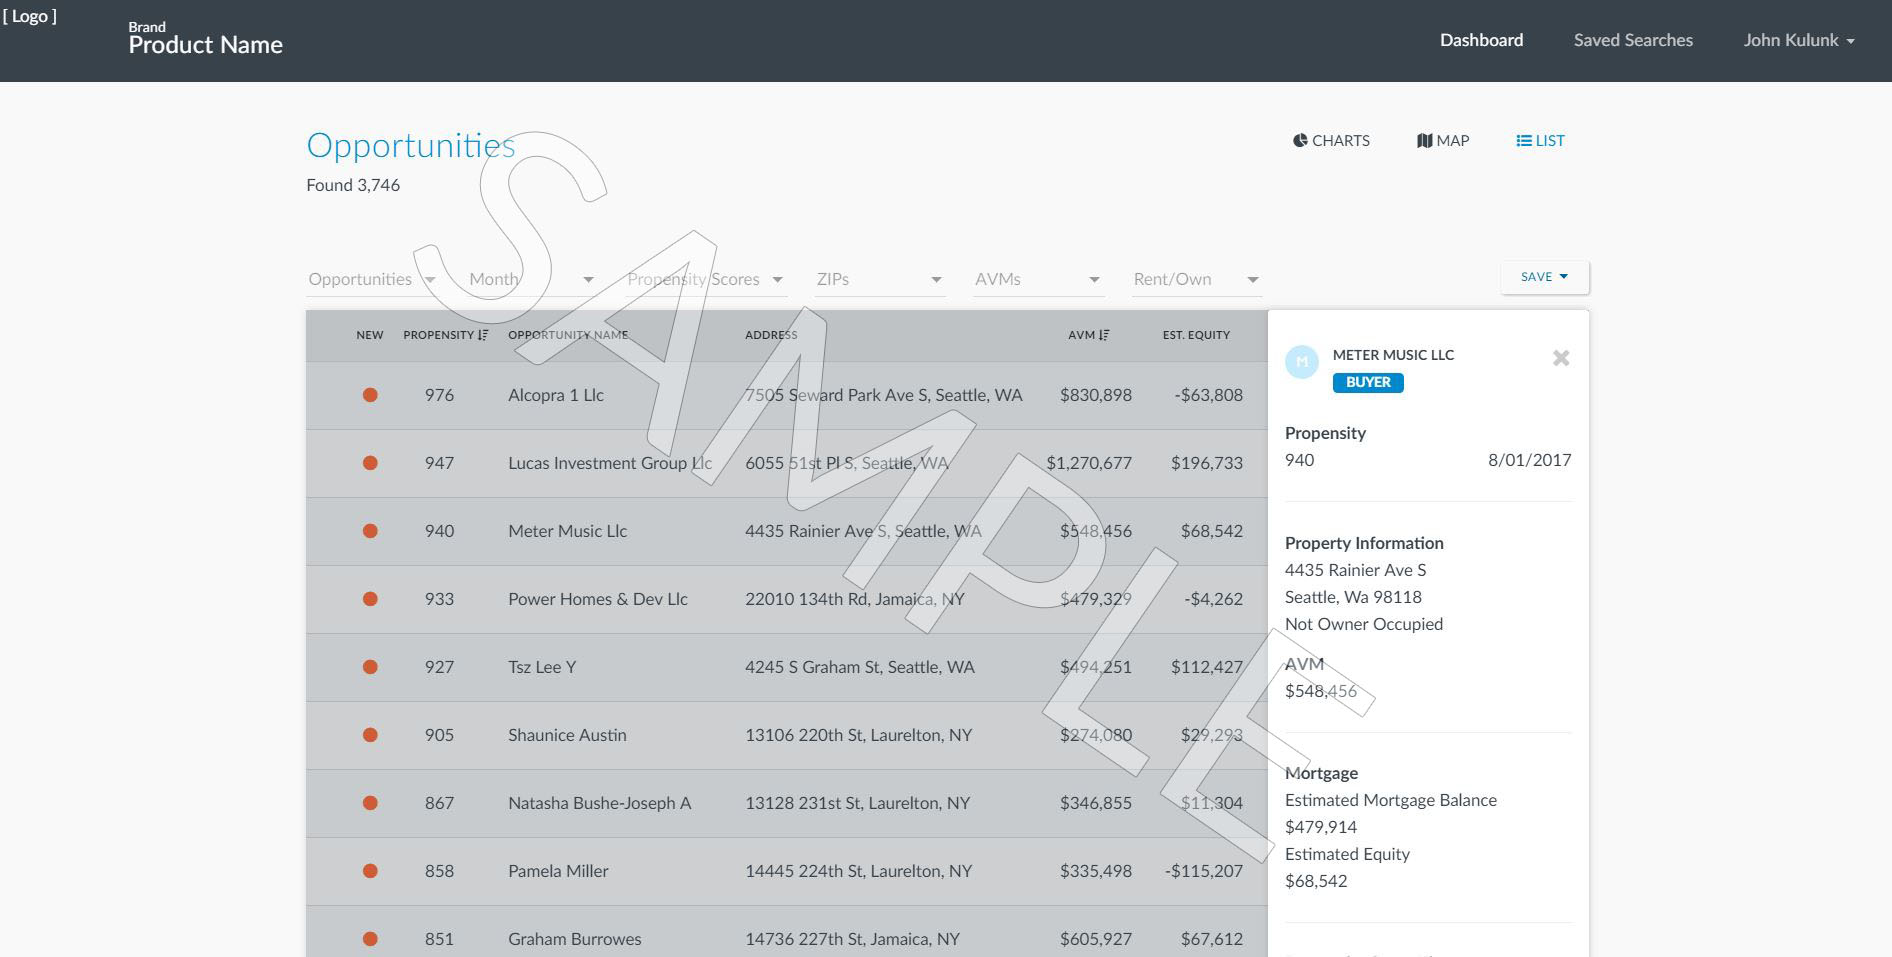 [ Logo ]
Brand
Product Name
Dashboard
Saved Searches
John Kulunk
Opportunities
Found 3,746
CHARTS
MAP
LIST
Opportunities
Month
Propensity Scores
ZIPs
AVMs
Rent/Own
SAVE
NEW PROPENSITY OPPORTUNITY NAME ADDRESS AVM EST. EQUITY
976 Alcopra 1 Llc 7505 Seward Park Ave S, Seattle, WA $830,898 -$63,808
947 Lucas Investment Group Llc 6055 51st Pl S, Seattle, WA $1,270,677 $196,733
940 Meter Music Llc 4435 Rainier Ave S, Seattle, WA $548,456 $68,542
933 Power Homes & Dev Llc 22010 134th Rd, Jamaica, NY $479,329 -$4,262
927 Tsz Lee Y 4245 S Graham St, Seattle, WA $494,251 $112,427
905 Shaunice Austin 13106 220th St, Laurelton, NY $274,080 $29,293
867 Natasha Bushe-Joseph A 13128 231st St, Laurelton, NY $346,855 $11,304
858 Pamela Miller 14445 224th St, Laurelton, NY $335,498 -$115,207
851 Graham Burrowes 14736 227th St, Jamaica, NY $605,927 $67,612
M
METER MUSIC LLC
BUYER
Propensity
940 8/01/2017
Property Information
4435 Rainier Ave S
Seattle, Wa 98118
Not Owner Occupied
AVM
$548,456
Mortgage
Estimated Mortgage Balance
$479,914
Estimated Equity
$68,542
SAMPLE